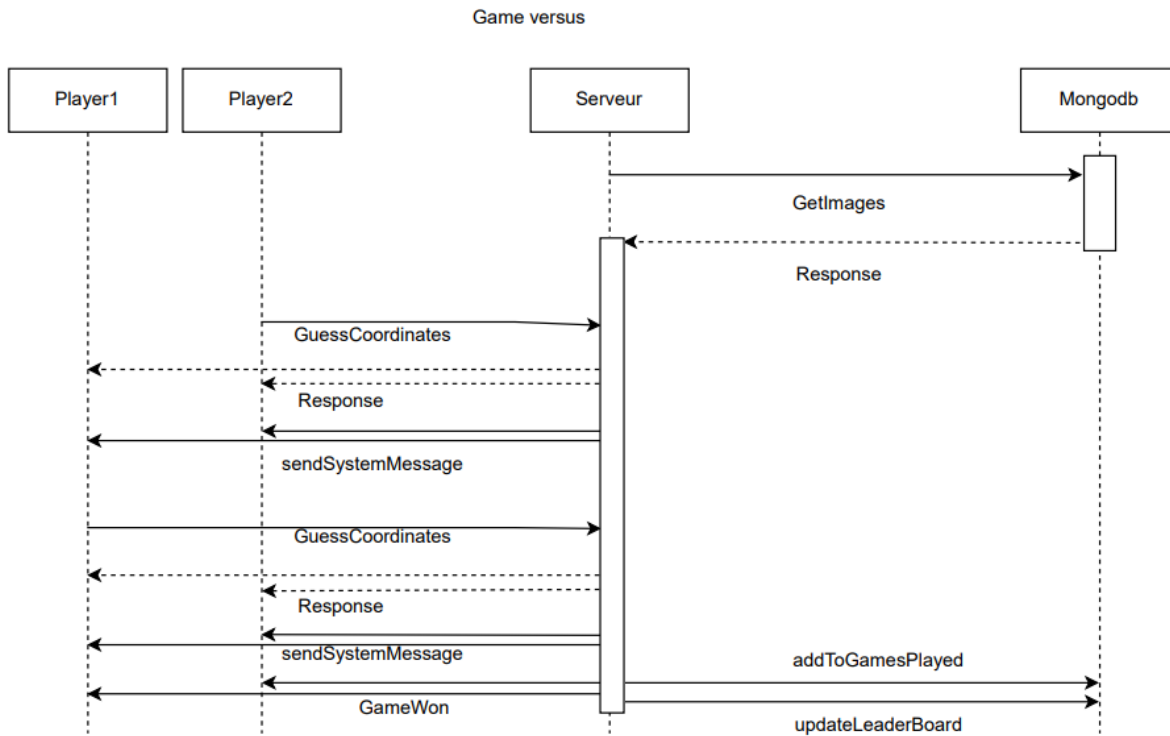 Game versus
Player1
Player2
Serveur
Mongodb
GetImages
Response
GuessCoordinates
Response
sendSystemMessage
GuessCoordinates
Response
sendSystemMessage
addToGamesPlayed
GameWon
updateLeaderBoard